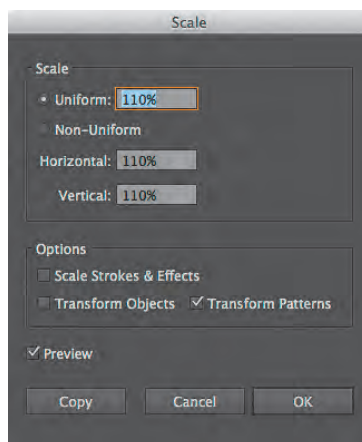 Scale
Scale
Uniform: 110%
Non-Uniform
Horizontal: 110%
Vertical: 110%
Options
Scale Strokes & Effects
Transform Objects Transform Patterns
Preview
Copy Cancel OK